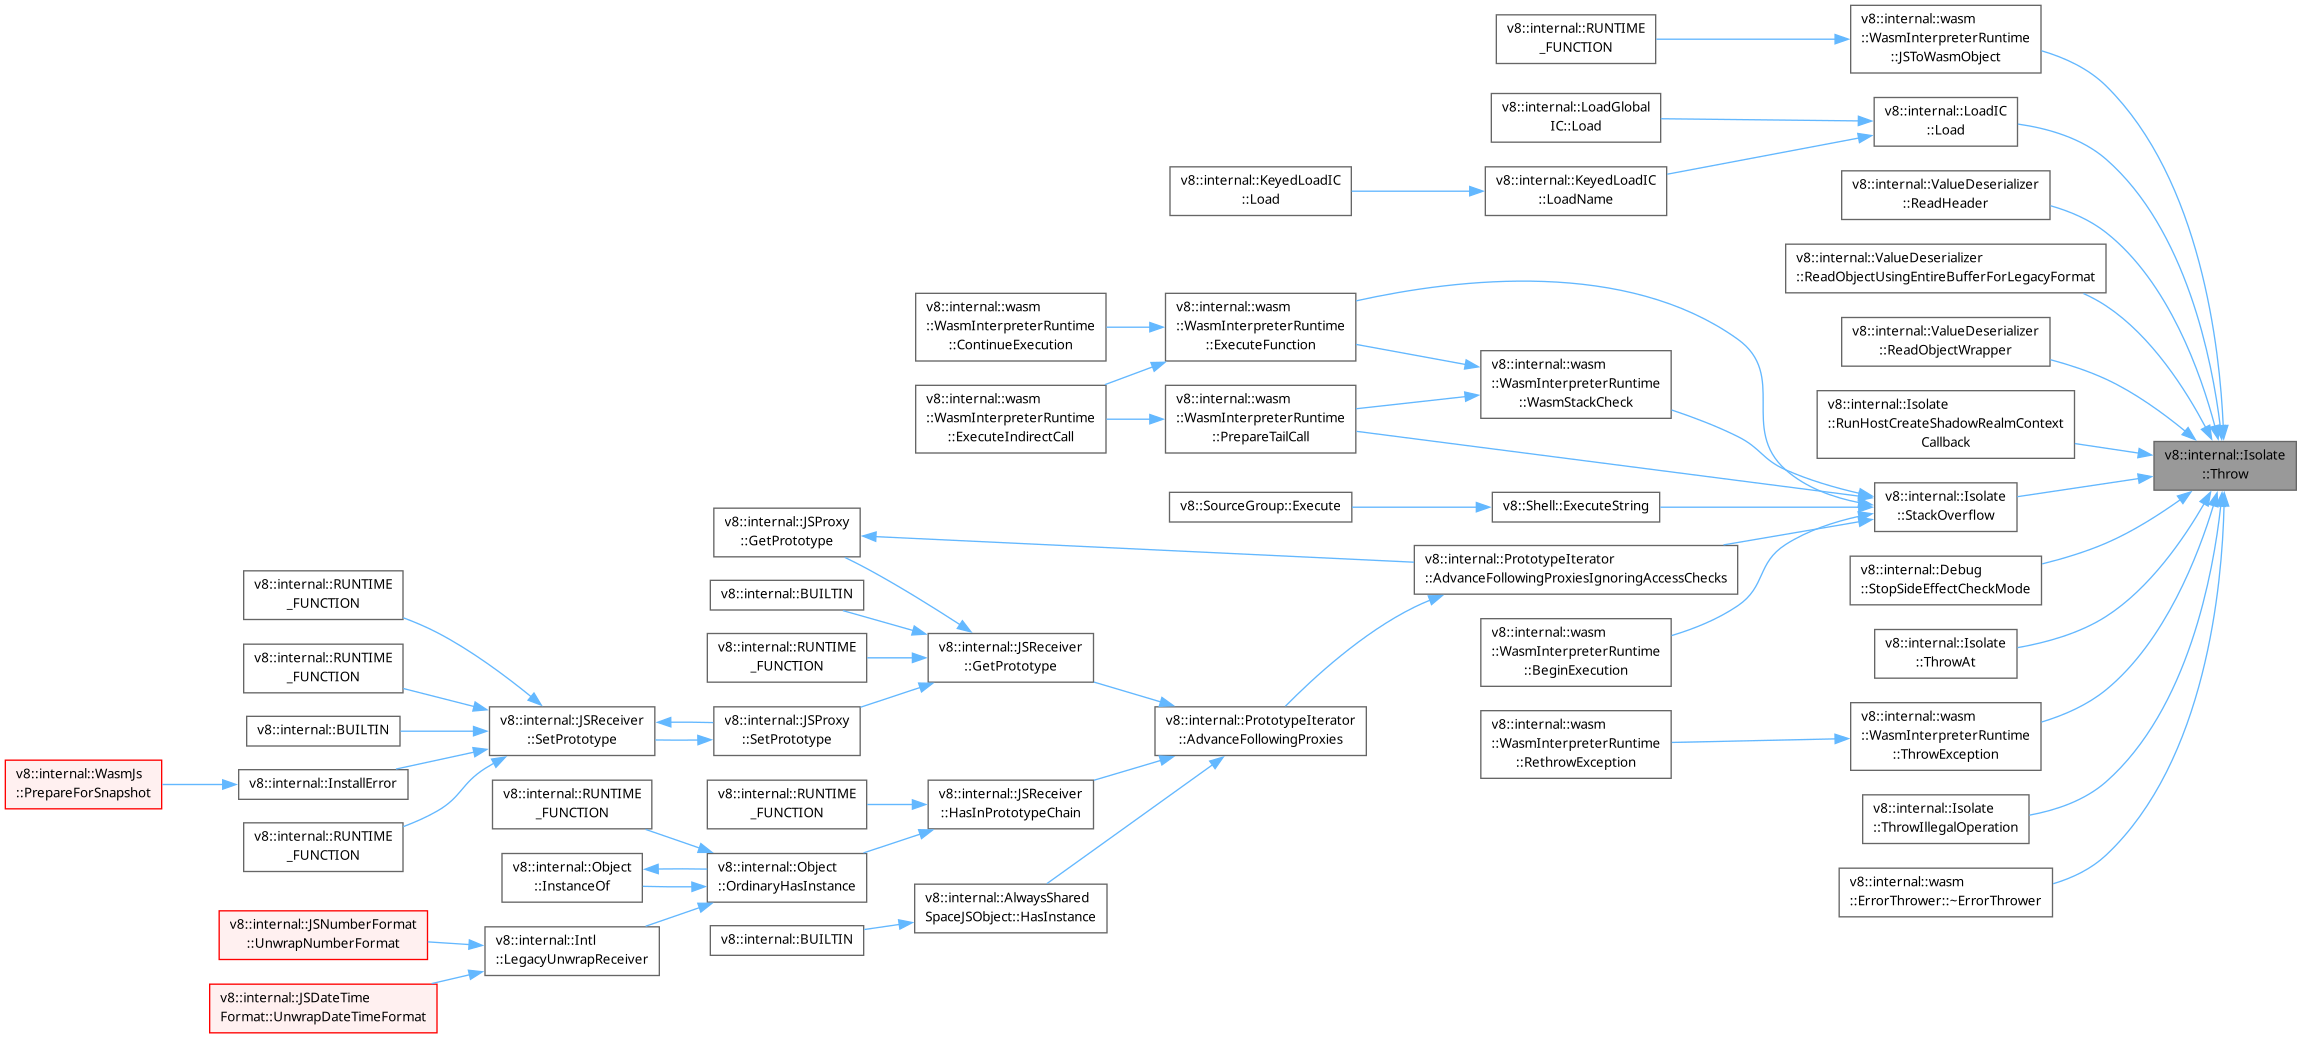 v8::internal::wasm
::WasmInterpreterRuntime
::JSToWasmObject
v8::internal::RUNTIME
_FUNCTION
v8::internal::LoadGlobal
IC::Load
v8::internal::LoadIC
::Load
v8::internal::KeyedLoadIC
::Load
v8::internal::KeyedLoadIC
::LoadName
v8::internal::ValueDeserializer
::ReadHeader
v8::internal::ValueDeserializer
::ReadObjectUsingEntireBufferForLegacyFormat
v8::internal::wasm
::WasmInterpreterRuntime
::ContinueExecution
v8::internal::wasm
::WasmInterpreterRuntime
::ExecuteFunction
v8::internal::ValueDeserializer
::ReadObjectWrapper
v8::internal::wasm
::WasmInterpreterRuntime
::WasmStackCheck
v8::internal::wasm
::WasmInterpreterRuntime
::ExecuteIndirectCall
v8::internal::wasm
::WasmInterpreterRuntime
::PrepareTailCall
v8::internal::Isolate
::RunHostCreateShadowRealmContext
Callback
v8::internal::Isolate
::Throw
v8::SourceGroup::Execute
v8::Shell::ExecuteString
v8::internal::Isolate
::StackOverflow
v8::internal::JSProxy
::GetPrototype
v8::internal::PrototypeIterator
::AdvanceFollowingProxiesIgnoringAccessChecks
v8::internal::Debug
::StopSideEffectCheckMode
v8::internal::RUNTIME
_FUNCTION
v8::internal::BUILTIN
v8::internal::wasm
::WasmInterpreterRuntime
::BeginExecution
v8::internal::Isolate
::ThrowAt
v8::internal::RUNTIME
_FUNCTION
v8::internal::RUNTIME
_FUNCTION
v8::internal::JSReceiver
::GetPrototype
v8::internal::BUILTIN
v8::internal::JSReceiver
::SetPrototype
v8::internal::JSProxy
::SetPrototype
v8::internal::PrototypeIterator
::AdvanceFollowingProxies
v8::internal::wasm
::WasmInterpreterRuntime
::RethrowException
v8::internal::wasm
::WasmInterpreterRuntime
::ThrowException
v8::internal::WasmJs
::PrepareForSnapshot
v8::internal::InstallError
v8::internal::RUNTIME
_FUNCTION
v8::internal::RUNTIME
_FUNCTION
v8::internal::JSReceiver
::HasInPrototypeChain
v8::internal::Isolate
::ThrowIllegalOperation
v8::internal::RUNTIME
_FUNCTION
v8::internal::Object
::InstanceOf
v8::internal::Object
::OrdinaryHasInstance
v8::internal::wasm
::ErrorThrower::~ErrorThrower
v8::internal::AlwaysShared
SpaceJSObject::HasInstance
v8::internal::JSNumberFormat
::UnwrapNumberFormat
v8::internal::Intl
::LegacyUnwrapReceiver
v8::internal::BUILTIN
v8::internal::JSDateTime
Format::UnwrapDateTimeFormat